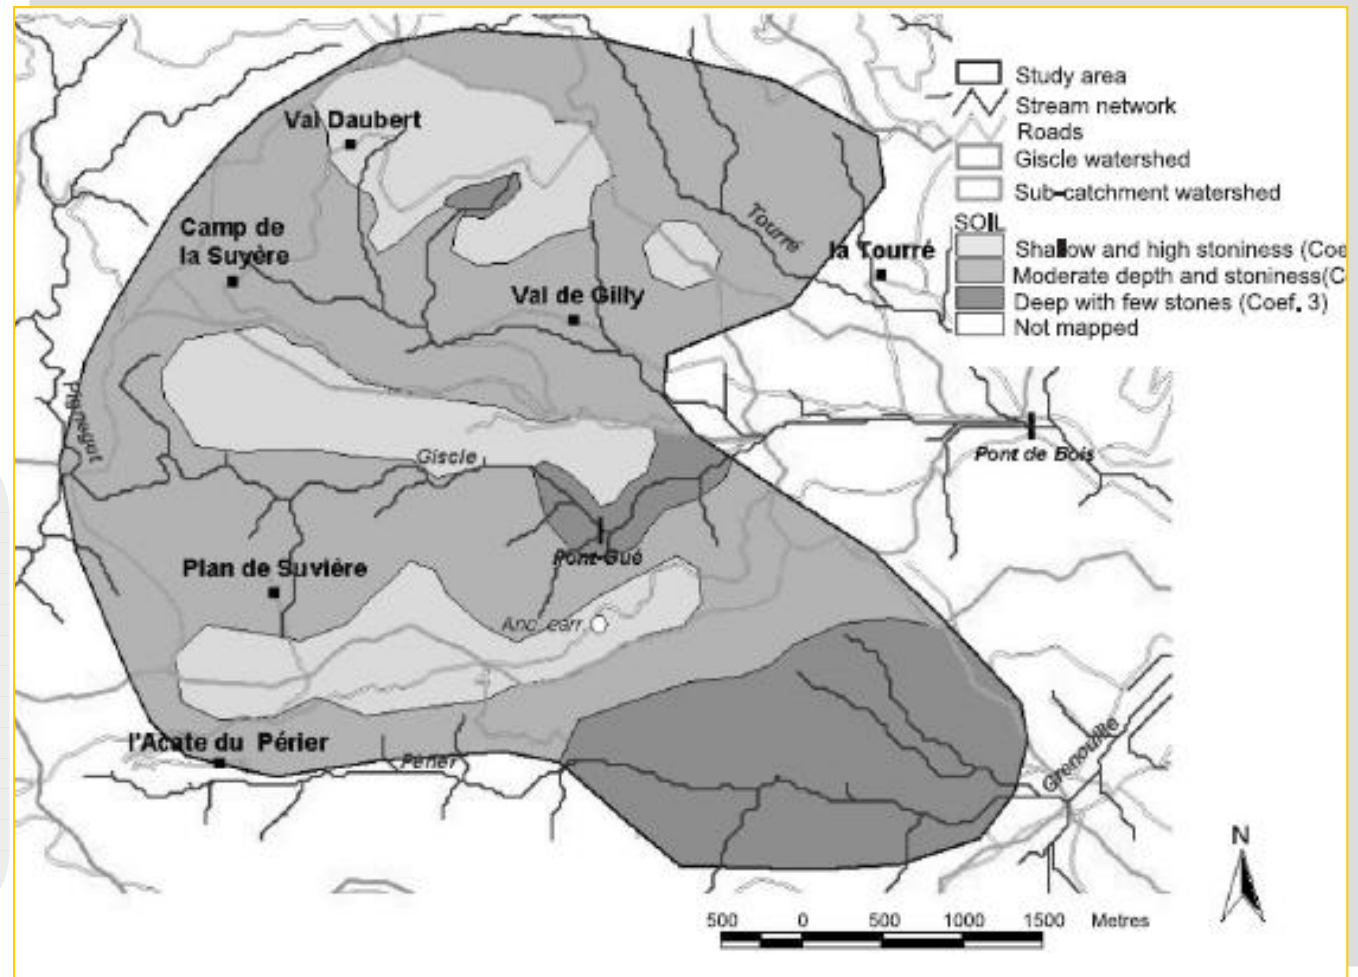 Study area
Stream network
Roads
Giscle watershed
Sub-catchment watershed
SOIL
Shallow and high stoniness (Coe
Moderate depth and stoniness(C
Deep with few stones (Coef. 3)
Not mapped
Val Daubert
Camp de
la Suyère
Tourré
la Tourré
Val de Gilly
Planegut
Giscle
Pont de Bois
Pont Gué
Plan de Suvière
Anc. carr.
l'Acate du Périer
Périer
Grenouille
N
500 0 500 1000 1500 Metres